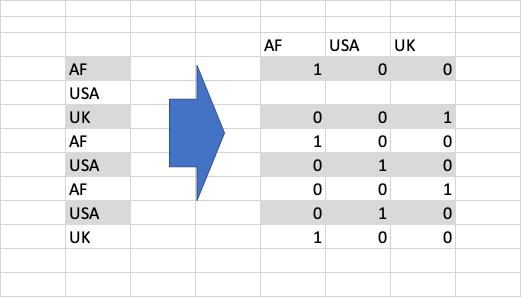 AF USA UK
AF 1 0 0
USA
UK 0 0 1
AF 1 0 0
USA 0 1 0
AF 0 0 1
USA 0 1 0
UK 1 0 0